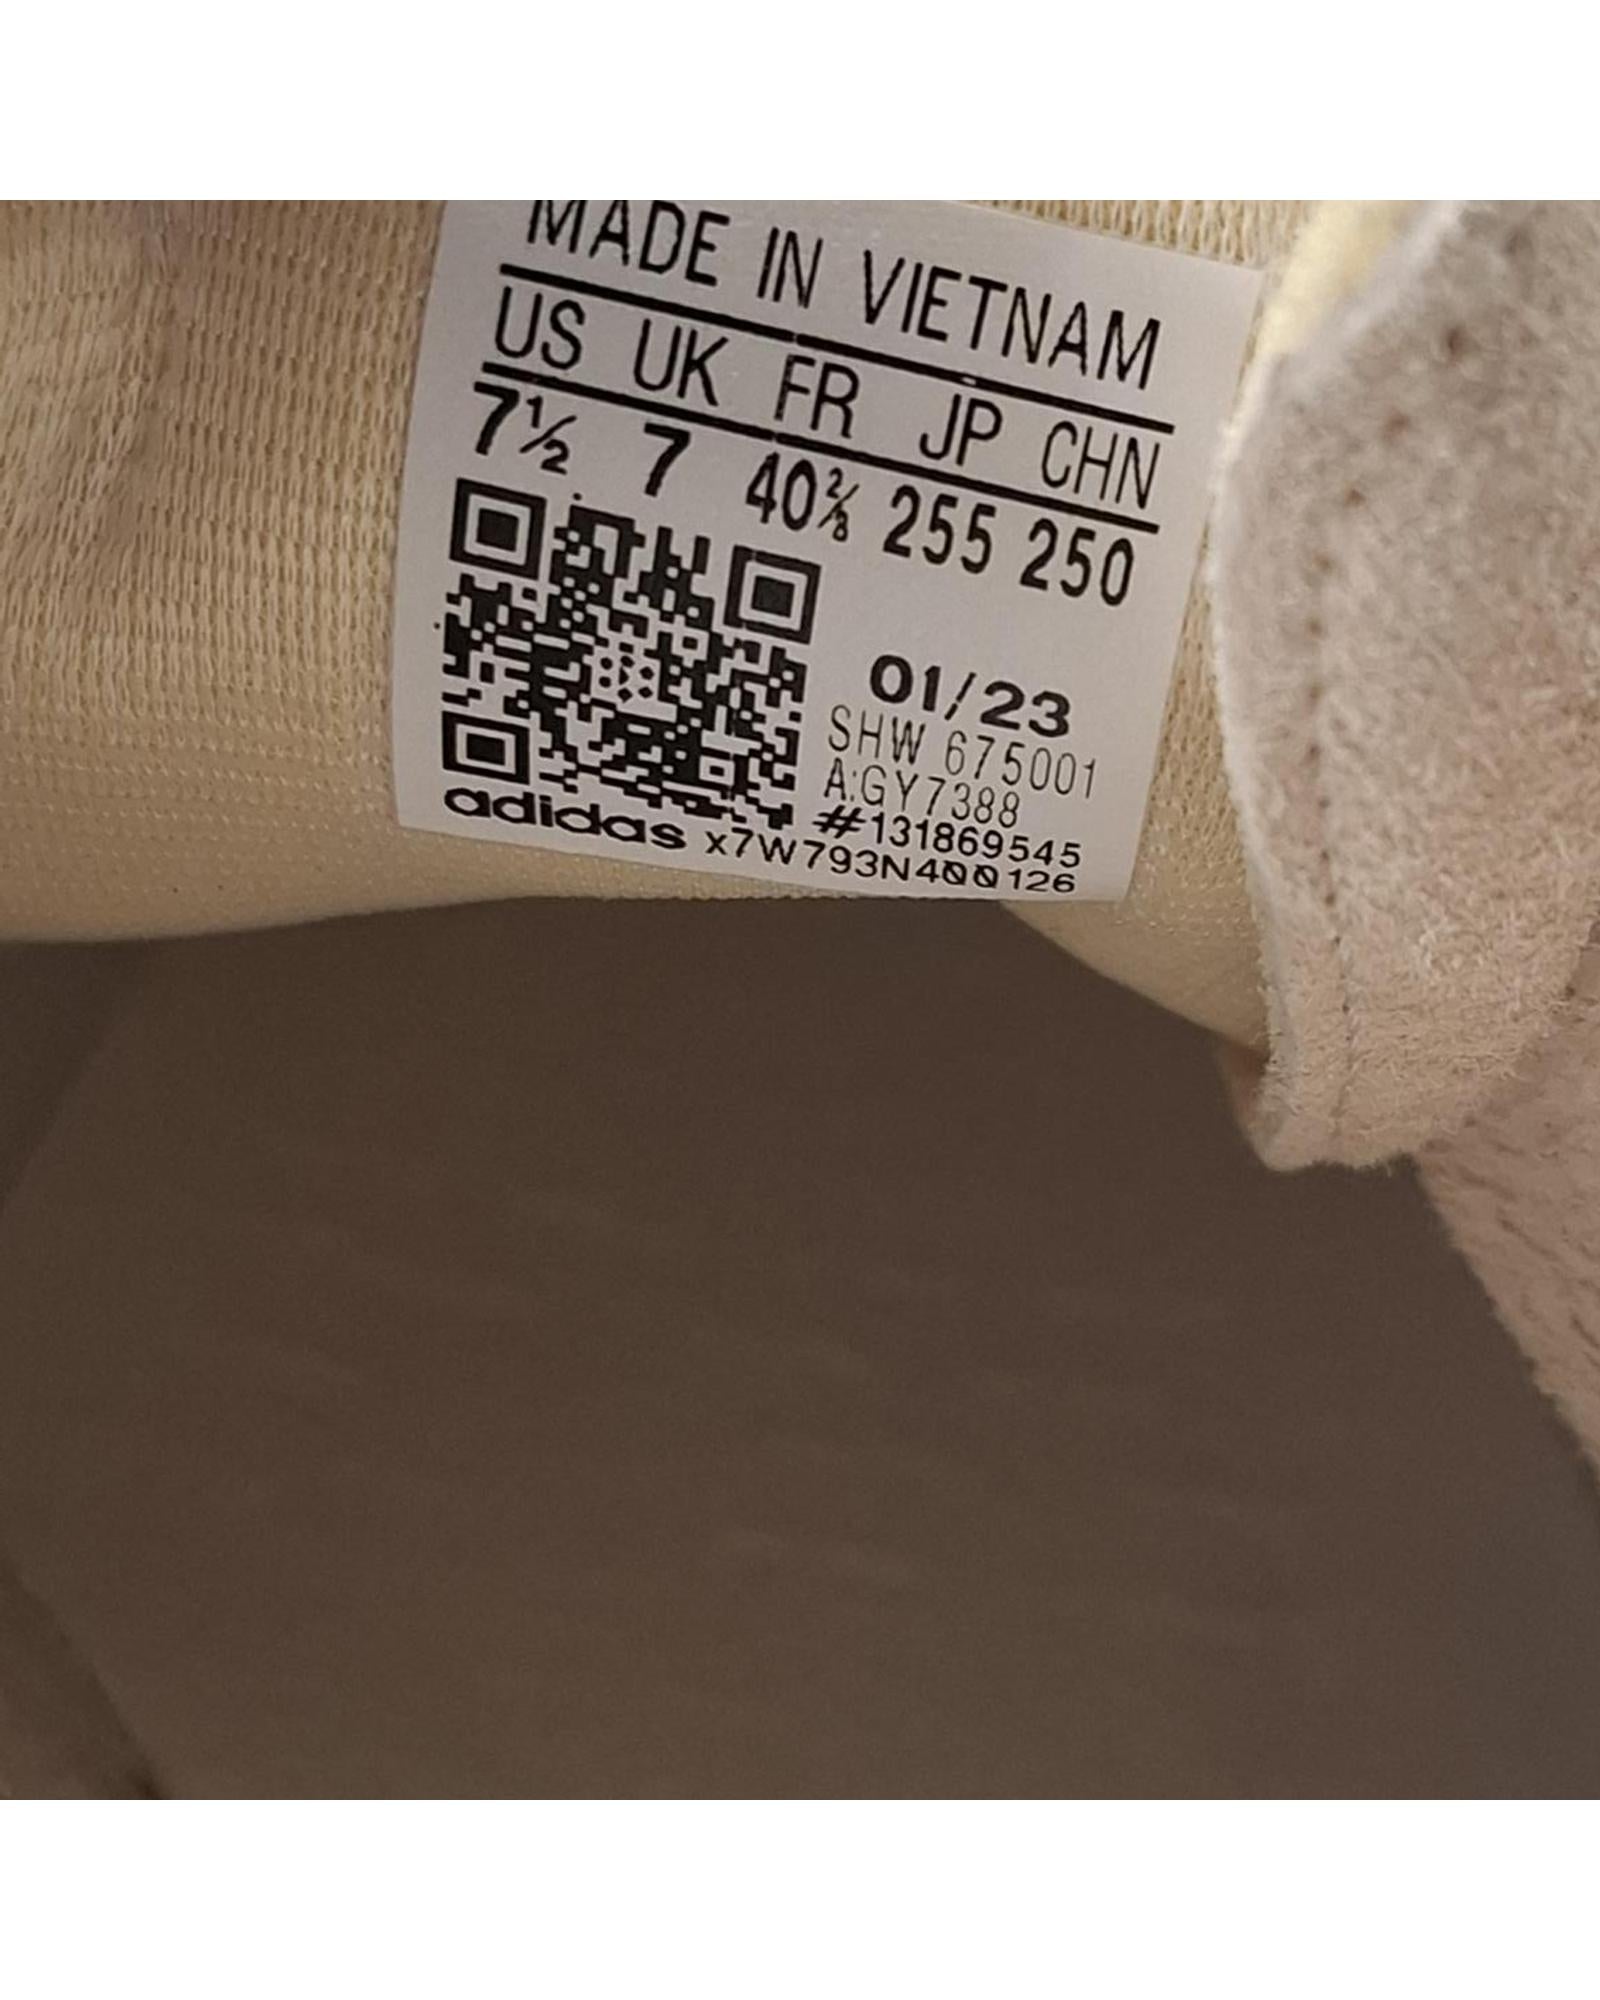 MADE IN VIETNAM
US UK FR JP CHN
7½ 7 40⅔ 255 250
01/23
SHW 675001
A:GY7388
#131869545
adidas x7W793N400126